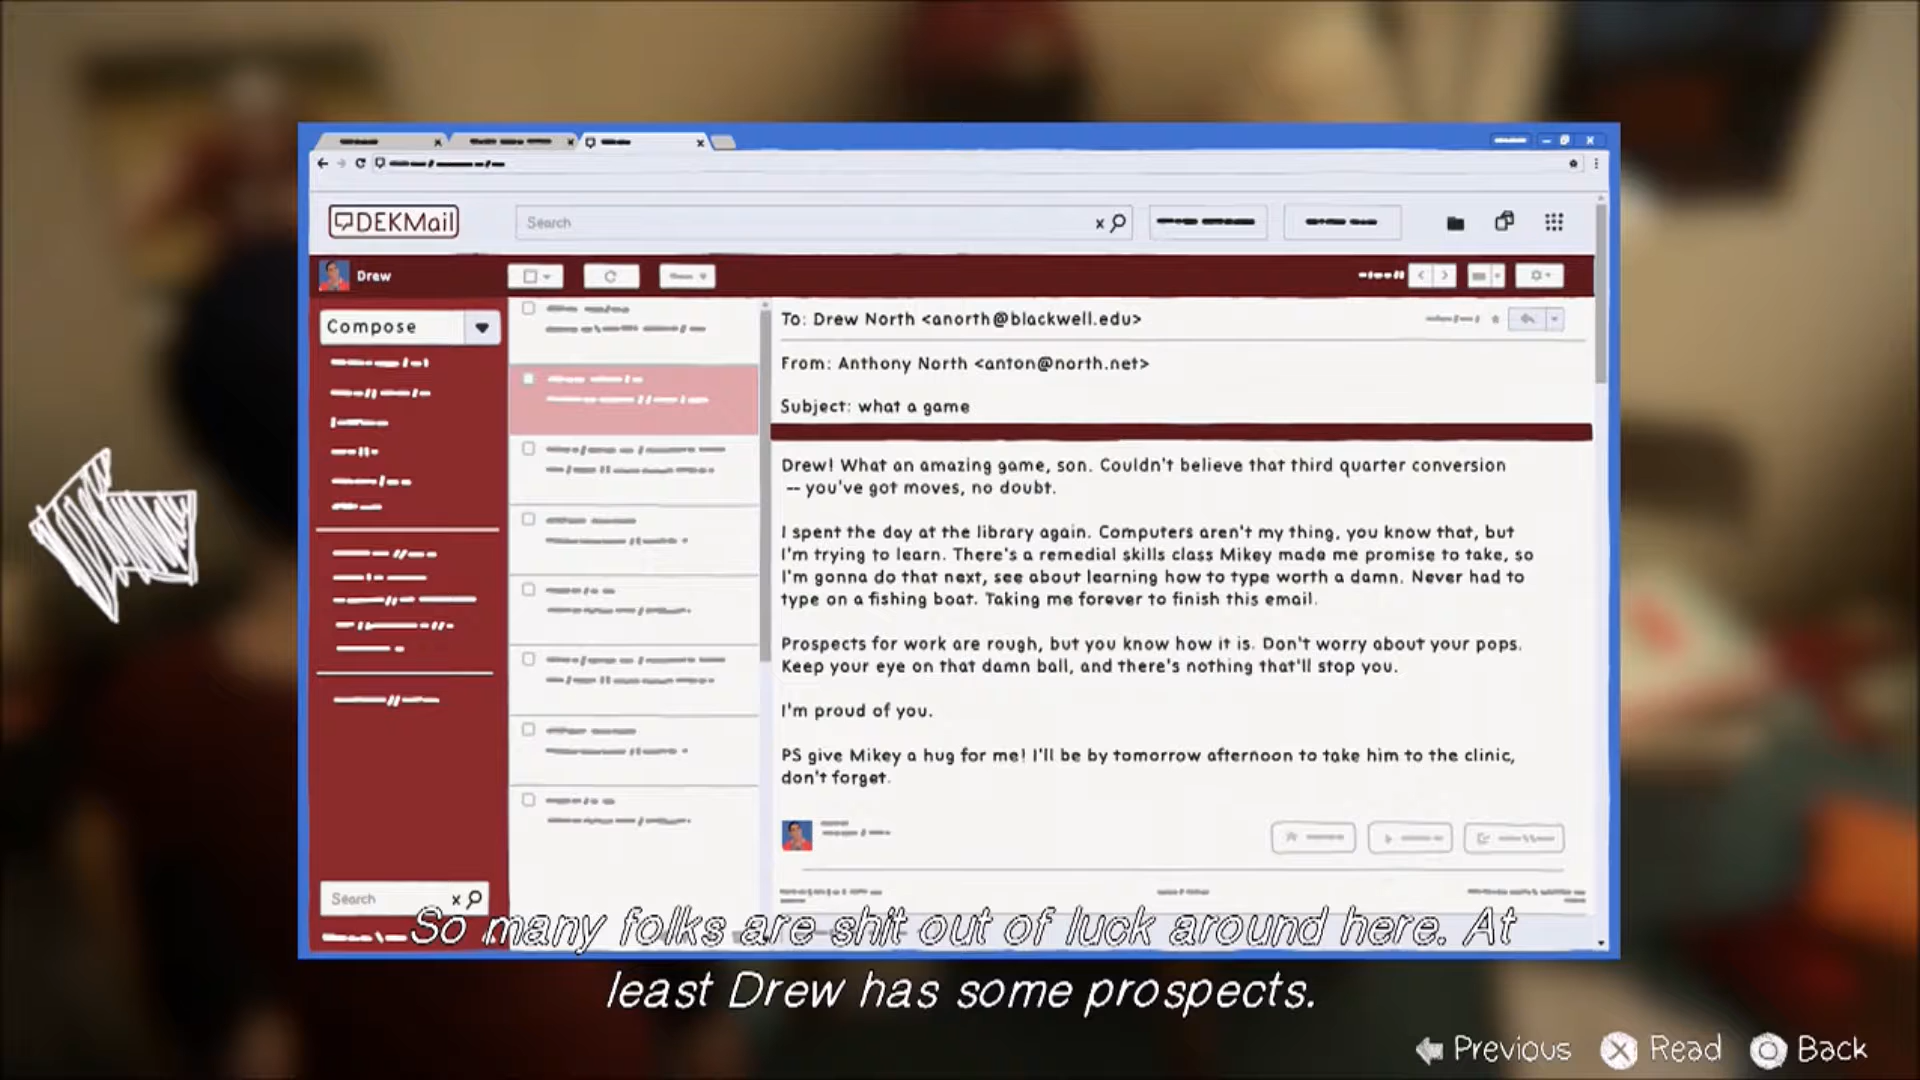 DEKMail
Search
Drew
Compose
To: Drew North <anorth@blackwell.edu>
From: Anthony North <anton@north.net>
Subject: what a game
Drew! What an amazing game, son. Couldn't believe that third quarter conversion
-- you've got moves, no doubt.
I spent the day at the library again. Computers aren't my thing, you know that, but
I'm trying to learn. There's a remedial skills class Mikey made me promise to take, so
I'm gonna do that next, see about learning how to type worth a damn. Never had to
type on a fishing boat. Taking me forever to finish this email.
Prospects for work are rough, but you know how it is. Don't worry about your pops.
Keep your eye on that damn ball, and there's nothing that'll stop you.
I'm proud of you.
PS give Mikey a hug for me! I'll be by tomorrow afternoon to take him to the clinic,
don't forget.
Search
So many folks are shit out of luck around here. At
least Drew has some prospects.
Previous Read Back